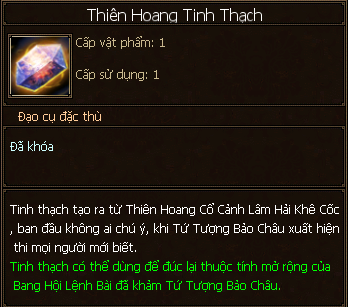 Thiên Hoang Tinh Thạch
Cấp vật phẩm: 1
Cấp sử dụng: 1
Đạo cụ đặc thù
Đã khóa
Tinh thạch tạo ra từ Thiên Hoang Cổ Cảnh Lâm Hải Khê Cốc
, ban đầu không ai chú ý, khi Tứ Tượng Bảo Châu xuất hiện
thi mọi người mới biết.
Tinh thạch có thể dùng để đúc lại thuộc tính mở rộng của
Bang Hội Lệnh Bài đã khảm Tứ Tượng Bảo Châu.